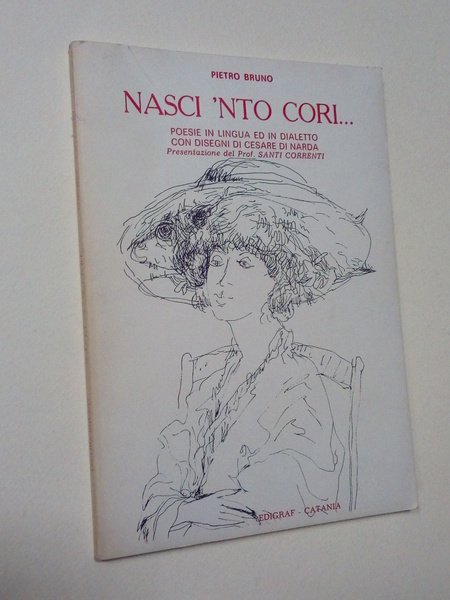 PIETRO BRUNO
NASCI 'NTO CORI...
POESIE IN LINGUA ED IN DIALETTO
CON DISEGNI DI CESARE DI NARDA
Presentazione del Prof. SANTI CORRENTI
EDIGRAF - CATANIA